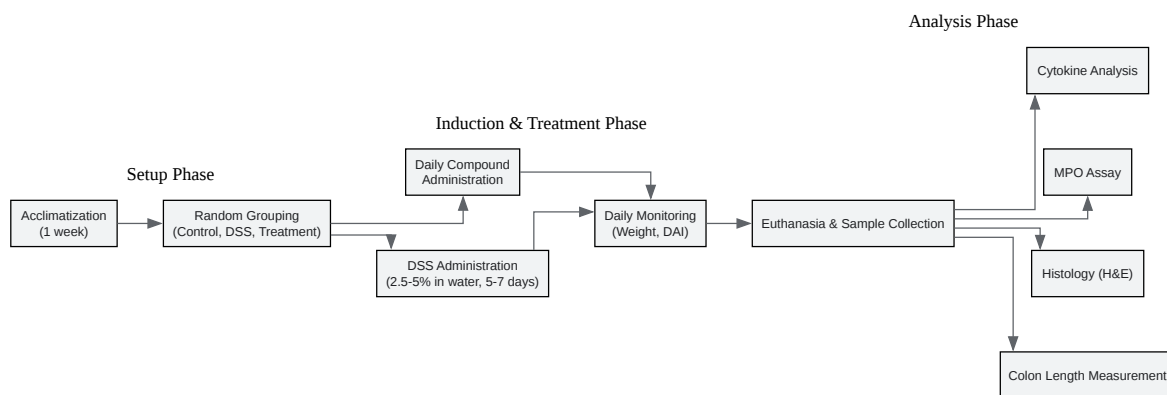 Analysis Phase
Cytokine Analysis
Induction & Treatment Phase
Daily Compound
Administration
MPO Assay
Setup Phase
Acclimatization
(1 week)
Random Grouping
(Control, DSS, Treatment)
Daily Monitoring
(Weight, DAI)
Euthanasia & Sample Collection
DSS Administration
(2.5-5% in water, 5-7 days)
Histology (H&E)
Colon Length Measurement